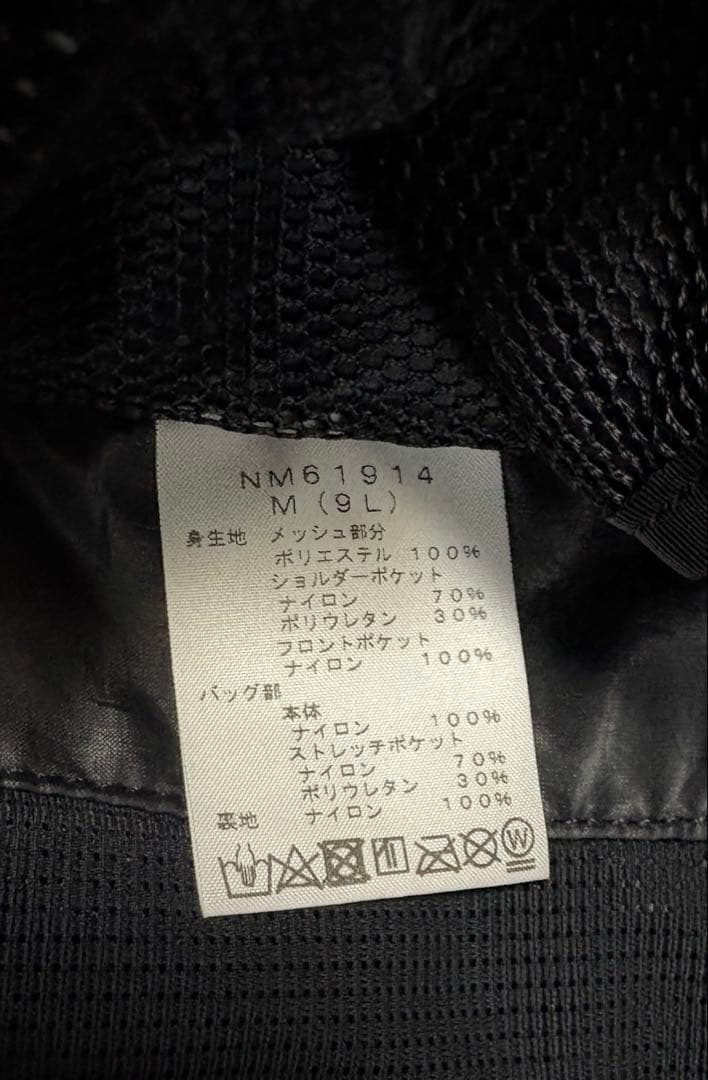 NM61914
M(9L)
身生地 メッシュ部分
ポリエステル 100%
ショルダーポケット
ナイロン 70%
ポリウレタン 30%
フロントポケット
ナイロン 100%
バッグ部
本体
ナイロン 100%
ストレッチポケット
ナイロン 70%
ポリウレタン 30%
裏地 ナイロン 100%
W